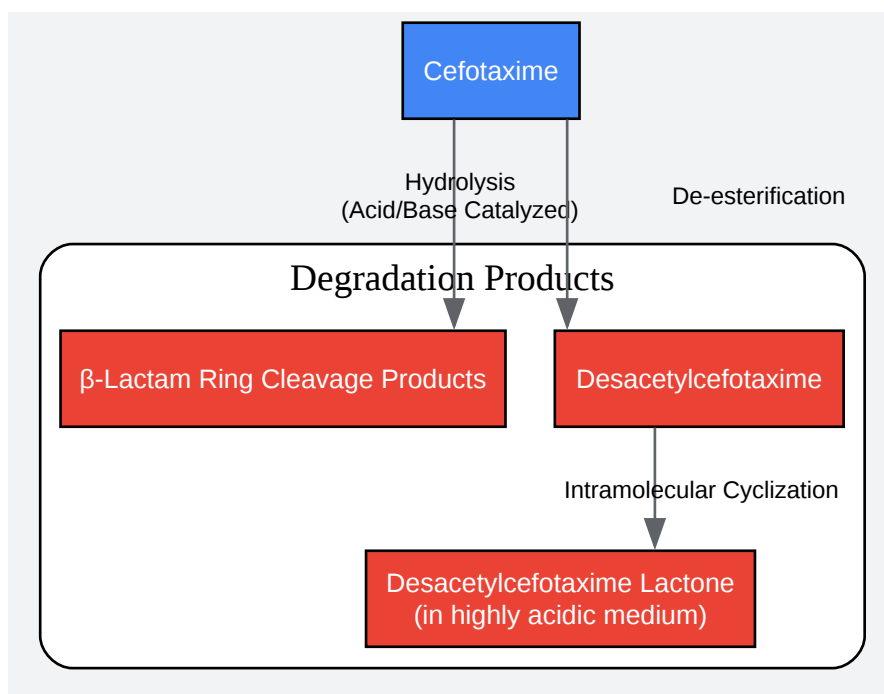 Cefotaxime
Hydrolysis
(Acid/Base Catalyzed)
De-esterification
Degradation Products
β-Lactam Ring Cleavage Products
Desacetylcefotaxime
Intramolecular Cyclization
Desacetylcefotaxime Lactone
(in highly acidic medium)